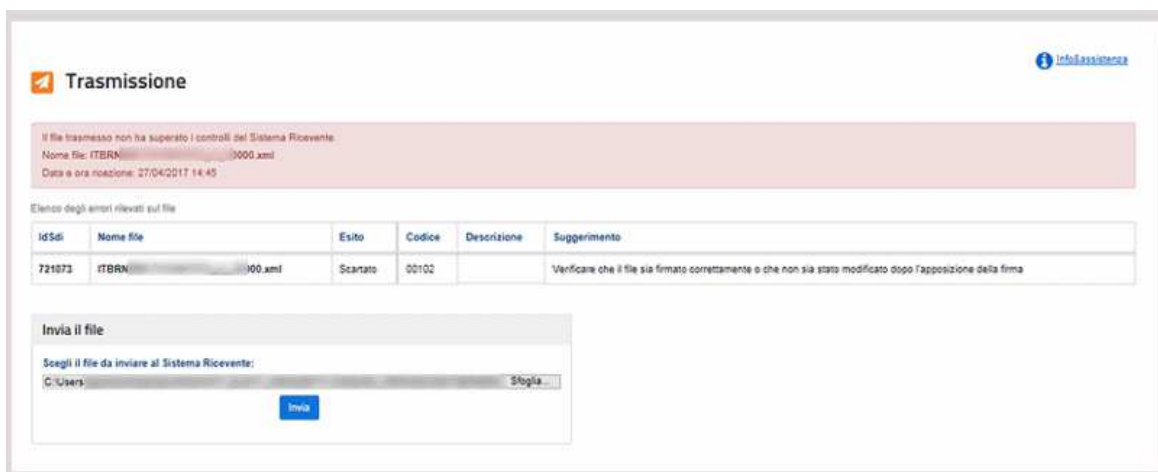 Info&assistenza
Trasmissione
Il file trasmesso non ha superato i controlli del Sistema Ricevente.
Nome file: ITBRN 0000.xml
Data e ora ricezione: 27/04/2017 14:45
Elenco degli errori rilevati sul file
IdSdi Nome file Esito Codice Descrizione Suggerimento
721073 ITBRN 00.xml Scartato 00102 Verificare che il file sia firmato correttamente o che non sia stato modificato dopo l'apposizione della firma
Invia il file
Scegli il file da inviare al Sistema Ricevente:
C:\Users Sfoglia...
Invia